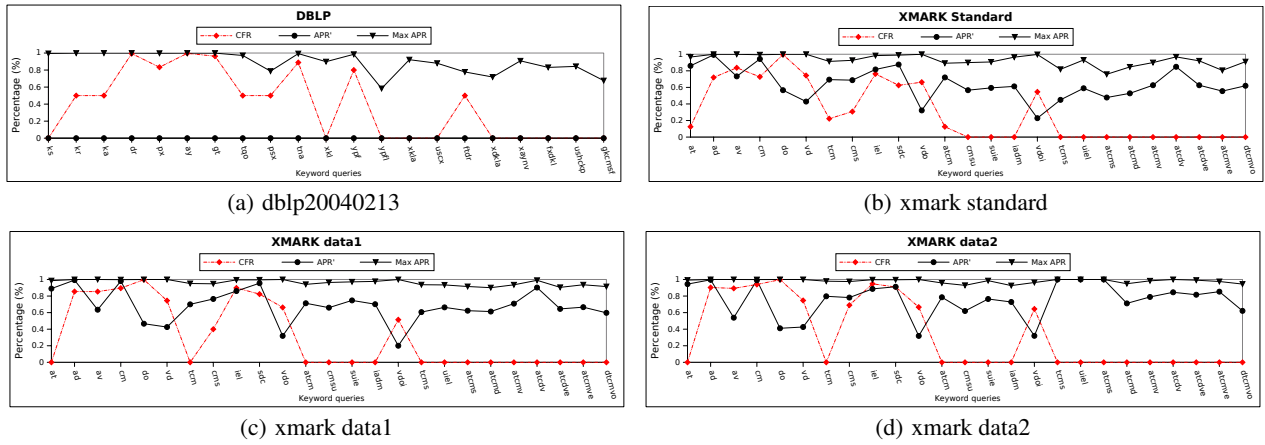 DBLP
CFR APR' Max APR
Percentage (%)
1
0.8
0.6
0.4
0.2
0
ks kr ka dr px ay gt tqp psx tna xkl ypf ypfl xkla uscx ftdr xdkla xaynv fxdkl ushckp gkcmsf
Keyword queries
(a) dblp20040213
XMARK Standard
CFR APR' Max APR
Percentage (%)
1
0.8
0.6
0.4
0.2
0
at ad av cm do vd tcm cms iel sdc vdo atcm cmsu suie iadm vdoi tcms uiel atcms atcmd atcmv atcdv atcdve atcmve dtcmvo
Keyword queries
(b) xmark standard
XMARK data1
CFR APR' Max APR
Percentage (%)
1
0.8
0.6
0.4
0.2
0
at ad av cm do vd tcm cms iel sdc vdo atcm cmsu suie iadm vdoi tcms uiel atcms atcmd atcmv atcdv atcdve atcmve dtcmvo
Keyword queries
(c) xmark data1
XMARK data2
CFR APR' Max APR
Percentage (%)
1
0.8
0.6
0.4
0.2
0
at ad av cm do vd tcm cms iel sdc vdo atcm cmsu suie iadm vdoi tcms uiel atcms atcmd atcmv atcdv atcdve atcmve dtcmvo
Keyword queries
(d) xmark data2